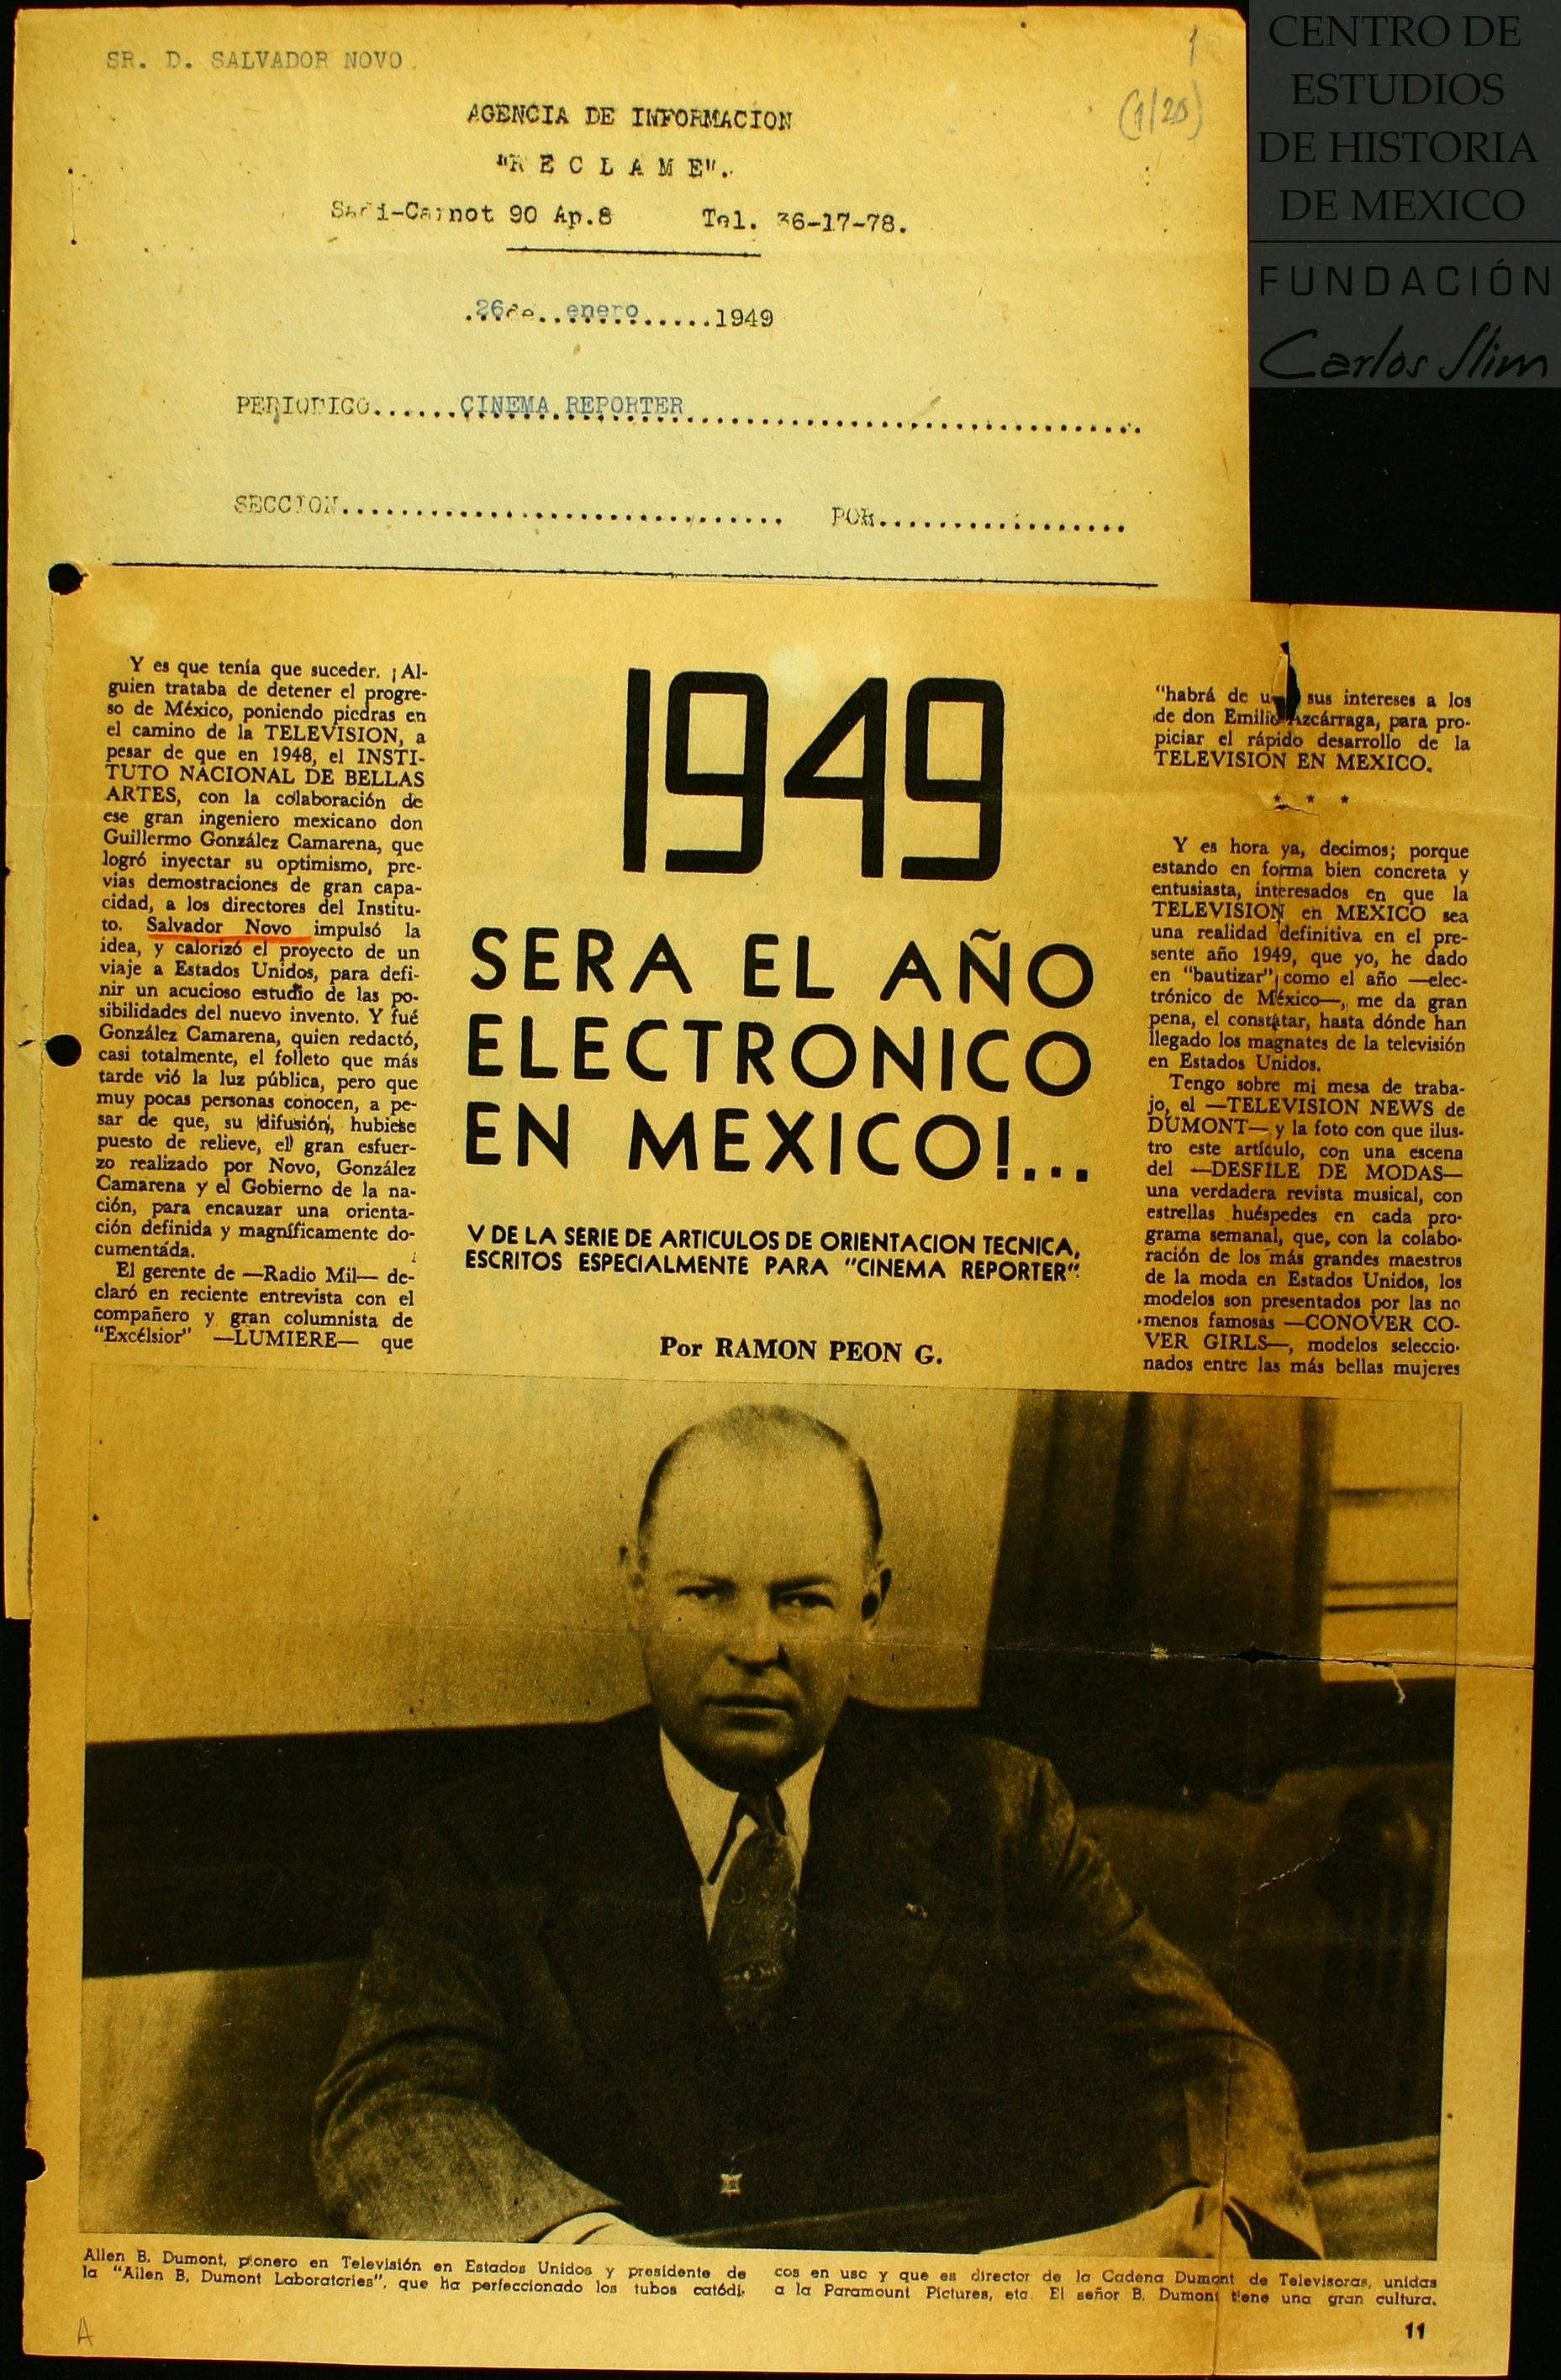 SR. D. SALVADOR NOVO
1
(1/28)
CENTRO DE
ESTUDIOS
DE HISTORIA
DE MEXICO
FUNDACIÓN
Carlos Slim
AGENCIA DE INFORMACION
"R E C L A M E".
Sadi-Carnot 90 Ap.8 Tel. 36-17-78.
26 de enero 1949
PERIODICO......CINEMA REPORTER
SECCION............................. POR.................
Y es que tenía que suceder. ¡Al-
guien trataba de detener el progre-
so de México, poniendo piedras en
el camino de la TELEVISION, a
pesar de que en 1948, el INSTI-
TUTO NACIONAL DE BELLAS
ARTES, con la colaboración de
ese gran ingeniero mexicano don
Guillermo González Camarena, que
logró inyectar su optimismo, pre-
vias demostraciones de gran capa-
cidad, a los directores del Institu-
to. Salvador Novo impulsó la
idea, y calorizó el proyecto de un
viaje a Estados Unidos, para defi-
nir un acucioso estudio de las po-
sibilidades del nuevo invento. Y fué
González Camarena, quien redactó,
casi totalmente, el folleto que más
tarde vió la luz pública, pero que
muy pocas personas conocen, a pe-
sar de que, su difusión, hubiese
puesto de relieve, el gran esfuer-
zo realizado por Novo, González
Camarena y el Gobierno de la na-
ción, para encauzar una orienta-
ción definida y magníficamente do-
cumentada.
El gerente de —Radio Mil— de-
claró en reciente entrevista con el
compañero y gran columnista de
"Excélsior" —LUMIERE— que
1949
SERA EL AÑO
ELECTRONICO
EN MEXICO!...
V DE LA SERIE DE ARTICULOS DE ORIENTACION TECNICA,
ESCRITOS ESPECIALMENTE PARA "CINEMA REPORTER".
Por RAMON PEON G.
"habrá de u sus intereses a los
de don Emilio Azcárraga, para pro-
piciar el rápido desarrollo de la
TELEVISION EN MEXICO.
* * *
Y es hora ya, decimos; porque
estando en forma bien concreta y
entusiasta, interesados en que la
TELEVISION en MEXICO sea
una realidad definitiva en el pre-
sente año 1949, que yo, he dado
en "bautizar" como el año —elec-
trónico de México—, me da gran
pena, el constatar, hasta dónde han
llegado los magnates de la televisión
en Estados Unidos.
Tengo sobre mi mesa de traba-
jo, el —TELEVISION NEWS de
DUMONT— y la foto con que ilus-
tro este artículo, con una escena
del —DESFILE DE MODAS—
una verdadera revista musical, con
estrellas huéspedes en cada pro-
grama semanal, que, con la colabo-
ración de los más grandes maestros
de la moda en Estados Unidos, los
modelos son presentados por las no
menos famosas —CONOVER CO-
VER GIRLS—, modelos seleccio-
nados entre las más bellas mujeres
Allen B. Dumont, pionero en Televisión en Estados Unidos y presidente de
la "Allen B. Dumont Laboratories", que ha perfeccionado los tubos catódi-
cos en uso y que es director de la Cadena Dumont de Televisoras, unidas
a la Paramount Pictures, etc. El señor B. Dumont tiene una gran cultura.
A
11